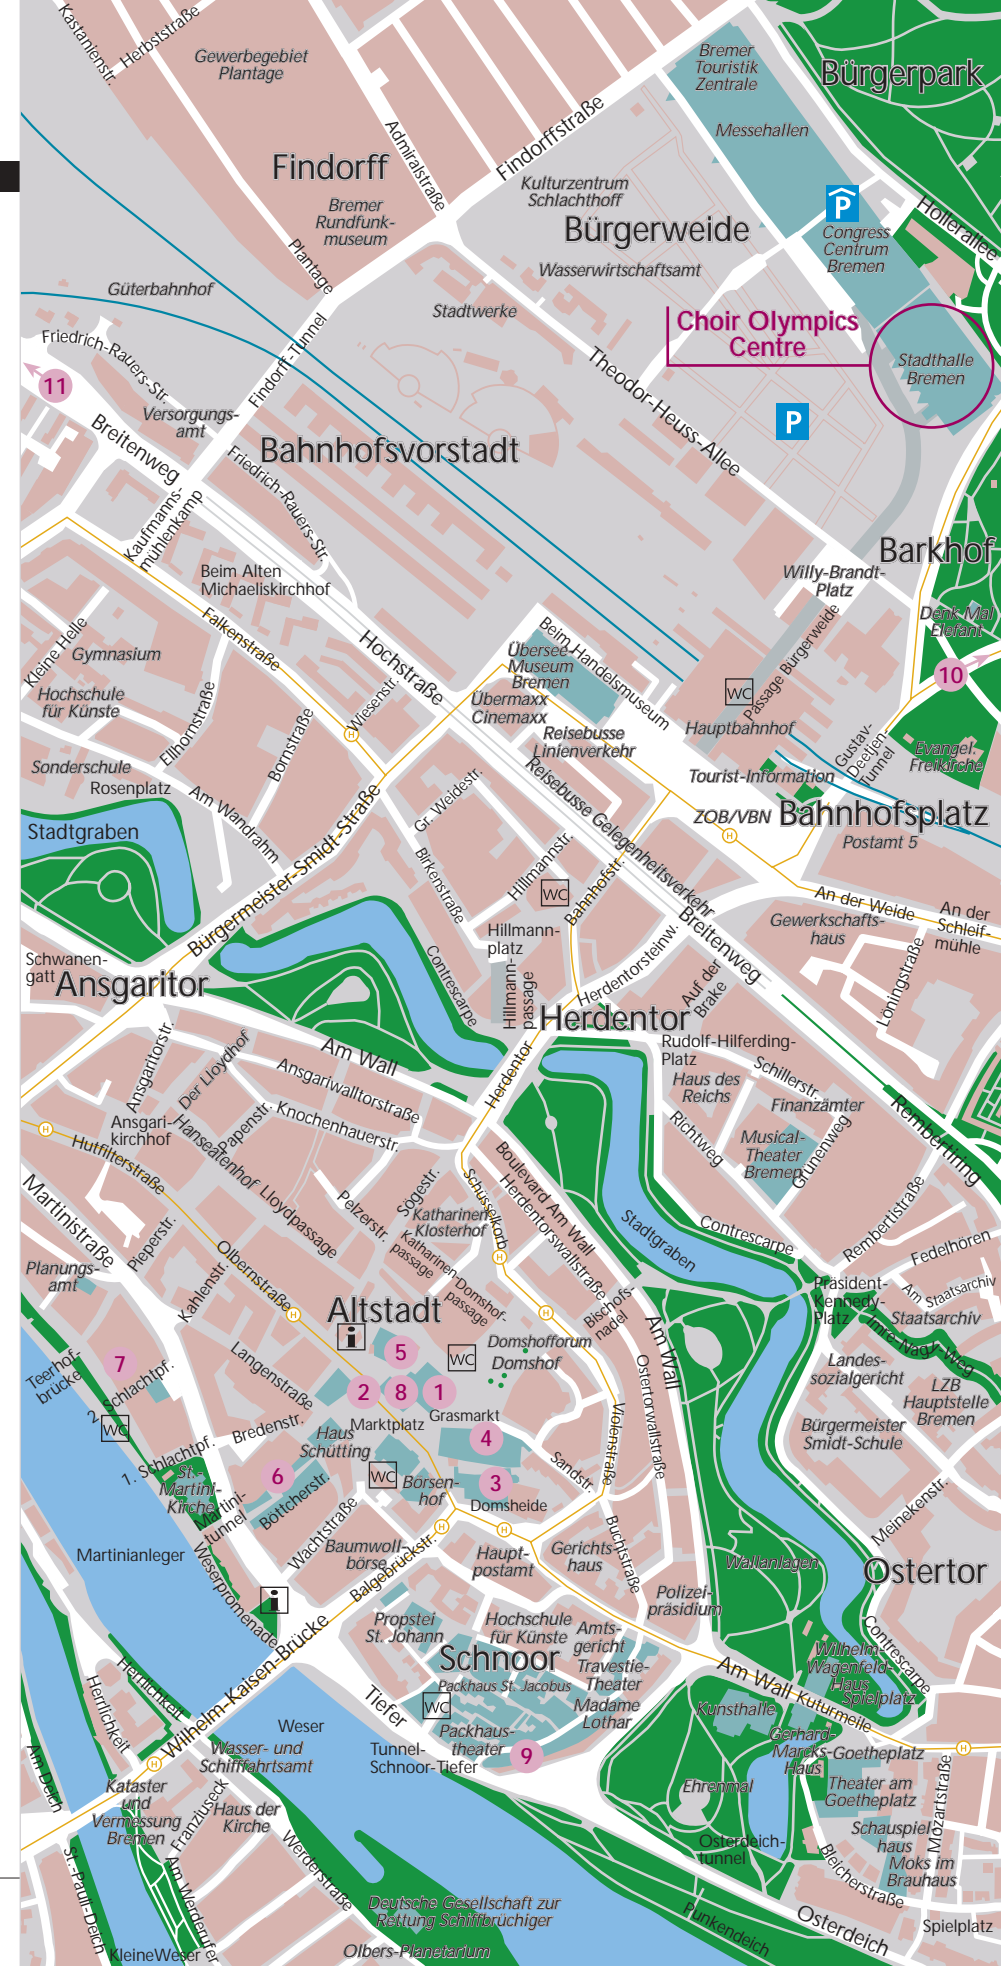 Kastanienstr.
Herbststraße
Gewerbegebiet
Plantage
Bremer
Touristik
Zentrale
Bürgerpark
Messehallen
Admiralstraße
Findorffstraße
Findorff
Kulturzentrum
Schlachthoff
Bremer
Rundfunk-
museum
P
Hollerallee
Bürgerweide
Congress
Centrum
Bremen
Plantage
Wasserwirtschaftsamt
Güterbahnhof
Stadtwerke
Choir Olympics
Centre
Friedrich-Rauers-Str.
Findorff-Tunnel
Theodor-Heuss-Allee
Stadthalle
Bremen
11
Versorgungs-
amt
P
Breitenweg
Bahnhofsvorstadt
Friedrich-Rauers-Str.
Kaufmanns-
mühlenkamp
Barkhof
Beim Alten
Michaeliskirchhof
Willy-Brandt-
Platz
Denk Mal
Elefant
Falkenstraße
Hochstraße
Beim Handelsmuseum
Passage Bürgerweide
Kleine Helle
Gymnasium
Übersee-
Museum
Bremen
10
Hochschule
für Künste
Ellhornstraße
Wiesenstr.
Übermaxx
Cinemaxx
WC
Hauptbahnhof
H
Bornstraße
Reisebusse
Linienverkehr
Gustav-
Deetjen-
Tunnel
Evangel.
Freikirche
Sonderschule
Rosenplatz
Reisebusse Gelegenheitsverkehr
Tourist-Information
Am Wandrahm
Gr. Weidestr.
ZOB/VBN
Bahnhofsplatz
H
Postamt 5
Stadtgraben
Bürgermeister-Smidt-Straße
Birkenstraße
Hillmannstr.
WC
Bahnhofstr.
An der Weide
An der
Schleif-
mühle
Gewerkschafts-
haus
Breitenweg
Hillmann-
platz
Schwanen-
gatt
Ansgaritor
Contrescarpe
Hillmann-
passage
Herdentorsteinw.
Auf der
Brake
Löningstraße
Herdentor
Rudolf-Hilferding-
Platz
Am Wall
Ansgaritorstr.
Der Lloydhof
Ansgariwalltorstraße
Herdentor
Haus des
Reichs
Schillerstr.
Finanzämter
Rembertiring
Ansgari-
kirchhof
Hanseatenhof
Papenstr.
Knochenhauerstr.
Richtweg
Musical-
Theater
Bremen
Grünenweg
H
Hutfilterstraße
Martinistraße
Lloydpassage
Pelzerstr.
Sögestr.
Schüsselkorb
Boulevard Am Wall
Herdentorswallstraße
Katharinen-
Klosterhof
Katharinen-
passage
Stadtgraben
Contrescarpe
Rembertistraße
Fedelhören
Pieperstr.
Planungs-
amt
Olbernstraße
Kahlenstr.
H
Domshof-
passage
Am Staatsarchiv
Staatsarchiv
Präsident-
Kennedy-
Platz
Imre-Nagy-Weg
H
Altstadt
H
Bischofs-
nadel
Am Wall
i
5
Domshofforum
WC
Domshof
Teerhof-
brücke
7
2. Schlachtpf.
Langenstraße
Ostertorwallstraße
Landes-
sozialgericht
LZB
Hauptstelle
Bremen
2
8
1
WC
Marktplatz
Grasmarkt
Violenstraße
Bürgermeister
Smidt-Schule
Bredenstr.
Haus
Schütting
4
1. Schlachtpf.
6
Böttcherstr.
WC
Börsen-
hof
3
Domsheide
Sandstr.
St.-
Martini-
Kirche
Martini-
tunnel
Wachtstraße
H
H
Buchtstraße
Meinekenstr.
Martinianleger
Baumwoll-
börse
Balgebrückstr.
Haupt-
postamt
Gerichts-
haus
Wallanlagen
Ostertor
Weserpromenade
i
Polizei-
präsidium
Propstei
St. Johann
Hochschule
für Künste
Amts-
gericht
Contrescarpe
Schnoor
Travestie-
Theater
Wilhelm-
Wagenfeld-
Haus
Spielplatz
Herrlichkeit
Herrlichkeit
Wilhelm-Kaisen-Brücke
Packhaus St. Jacobus
Am Wall
Kuturmeile
Tiefer
WC
Madame
Lothar
Kunsthalle
Weser
Packhaus-
theater
9
Gerhard-
Marcks-
Haus
Goetheplatz
H
Wasser- und
Schifffahrtsamt
Tunnel-
Schnoor-Tiefer
Am Deich
H
Kataster
und
Vermessung
Bremen
Franziuseck
Haus der
Kirche
Ehrenmal
Theater am
Goetheplatz
Mozartstraße
Schauspiel
haus
Osterdeich-
tunnel
Werderstraße
Bleicherstraße
Moks im
Brauhaus
St.-Pauli-Deich
Am Werderufer
Deutsche Gesellschaft zur
Rettung Schiffbrüchiger
Punkendeich
Osterdeich
Spielplatz
KleineWeser
Olbers-Planetarium